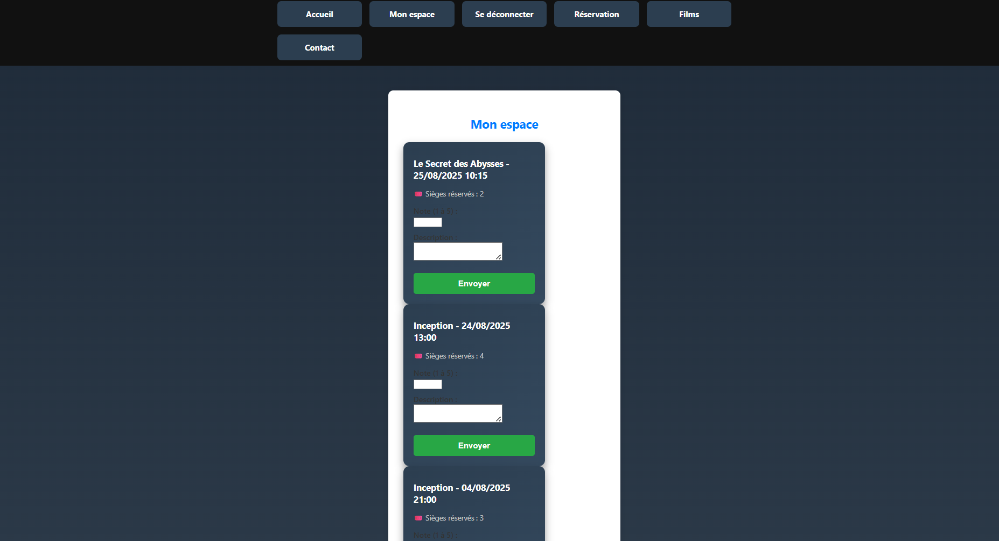 Accueil
Mon espace
Se déconnecter
Réservation
Films
Contact
Mon espace
Le Secret des Abysses -
25/08/2025 10:15
Sièges réservés : 2
Note (1 à 5) :
Description :
Envoyer
Inception - 24/08/2025
13:00
Sièges réservés : 4
Note (1 à 5) :
Description :
Envoyer
Inception - 04/08/2025
21:00
Sièges réservés : 3
Note (1 à 5) :